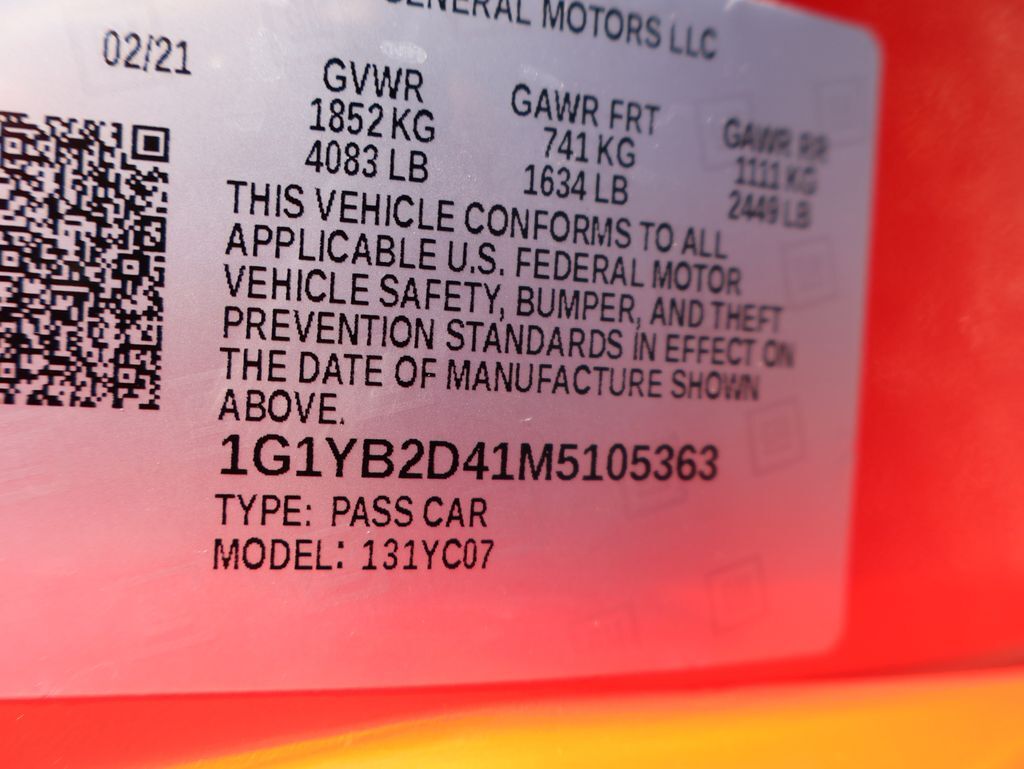 GENERAL MOTORS LLC
02/21
GVWR GAWR FRT GAWR RR
1852 KG 741 KG 1111 KG
4083 LB 1634 LB 2449 LB
THIS VEHICLE CONFORMS TO ALL
APPLICABLE U.S. FEDERAL MOTOR
VEHICLE SAFETY, BUMPER, AND THEFT
PREVENTION STANDARDS IN EFFECT ON
THE DATE OF MANUFACTURE SHOWN
ABOVE.
1G1YB2D41M5105363
TYPE: PASS CAR
MODEL: 131YC07